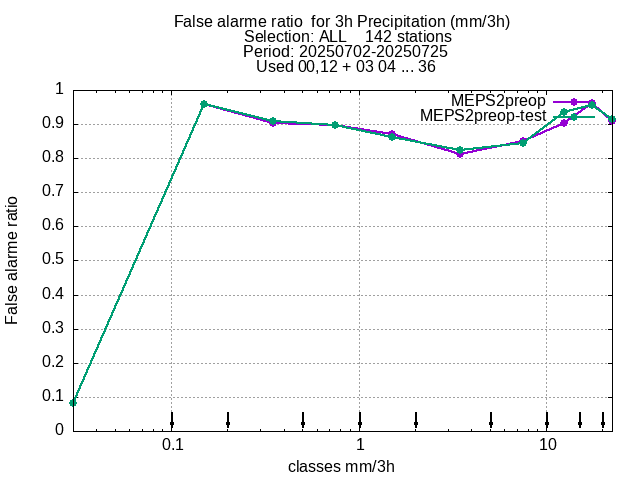 False alarme ratio  for 3h Precipitation (mm/3h)
Selection: ALL    142 stations
Period: 20250702-20250725
Used 00,12 + 03 04 ... 36
MEPS2preop
MEPS2preop-test
False alarme ratio
1
0.9
0.8
0.7
0.6
0.5
0.4
0.3
0.2
0.1
0
0.1 1 10
classes mm/3h